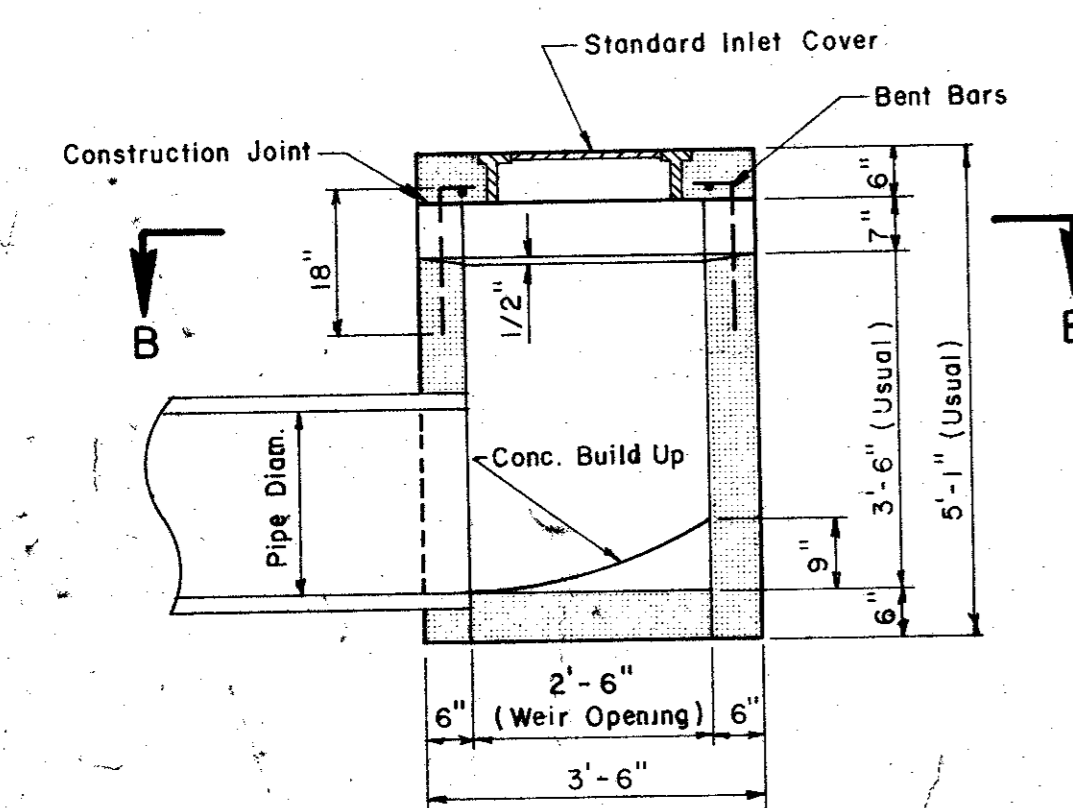 Standard Inlet Cover
Bent Bars
Construction Joint
6"
7"
18"
B
1/2"
3'-6" (Usual)
5'-1" (Usual)
Pipe Diam.
Conc. Build Up
9"
6"
2'-6"
6"
(Weir Opening)
6"
3'-6"